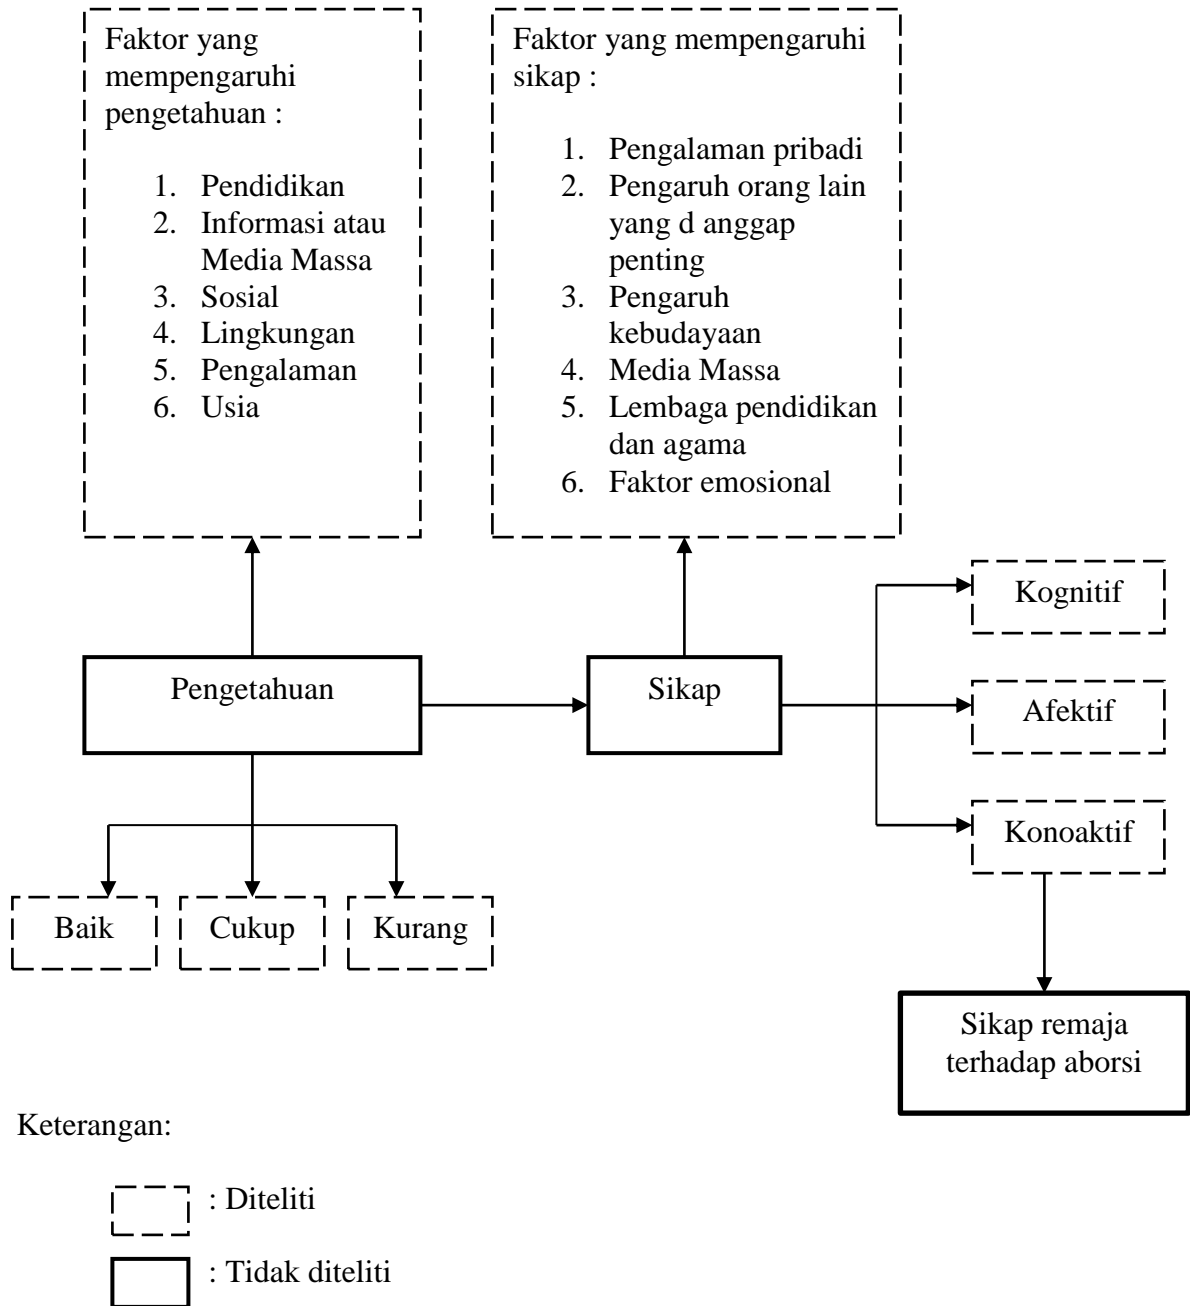 Faktor yang
mempengaruhi
pengetahuan :
1. Pendidikan
2. Informasi atau
Media Massa
3. Sosial
4. Lingkungan
5. Pengalaman
6. Usia
Faktor yang mempengaruhi
sikap :
1. Pengalaman pribadi
2. Pengaruh orang lain
yang d anggap
penting
3. Pengaruh
kebudayaan
4. Media Massa
5. Lembaga pendidikan
dan agama
6. Faktor emosional
Pengetahuan
Sikap
Kognitif
Afektif
Konoaktif
Baik
Cukup
Kurang
Sikap remaja
terhadap aborsi
Keterangan:
: Diteliti
: Tidak diteliti